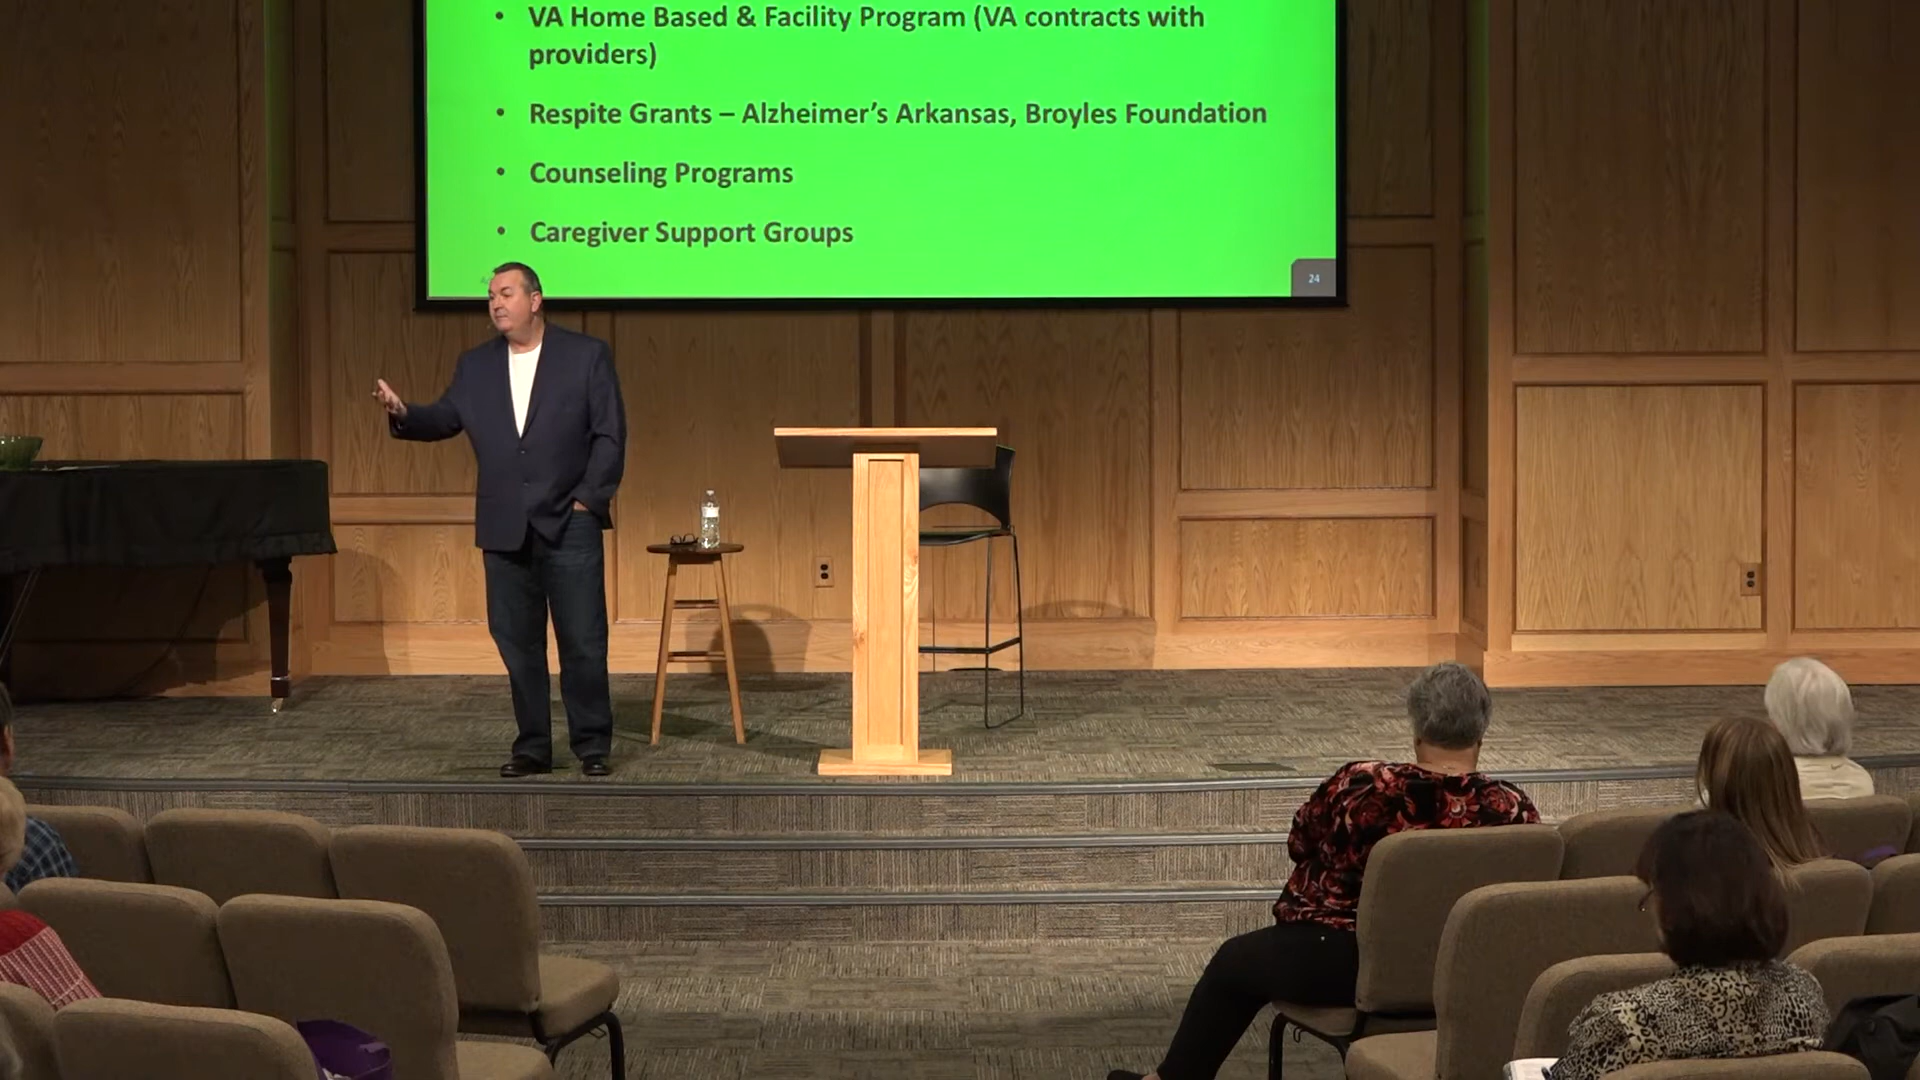 • VA Home Based & Facility Program (VA contracts with
providers)
• Respite Grants – Alzheimer’s Arkansas, Broyles Foundation
• Counseling Programs
• Caregiver Support Groups
24